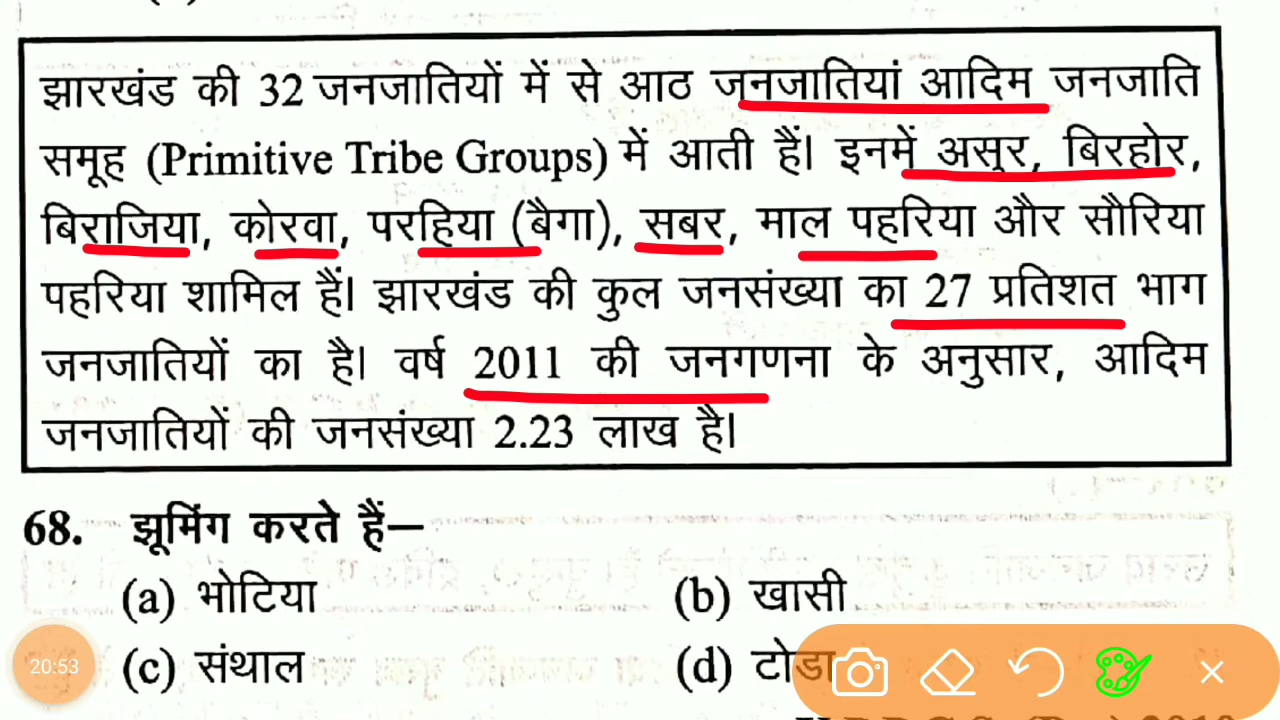 झारखंड की 32 जनजातियों में से आठ जनजातियां आदिम जनजाति
समूह (Primitive Tribe Groups) में आती हैं। इनमें असुर, बिरहोर,
बिराजिया, कोरवा, परहिया (बैगा), सबर, माल पहरिया और सौरिया
पहरिया शामिल हैं। झारखंड की कुल जनसंख्या का 27 प्रतिशत भाग
जनजातियों का है। वर्ष 2011 की जनगणना के अनुसार, आदिम
जनजातियों की जनसंख्या 2.23 लाख है।
68. झूमिंग करते हैं–
(a) भोटिया (b) खासी
(c) संथाल (d) टोडा
20:53